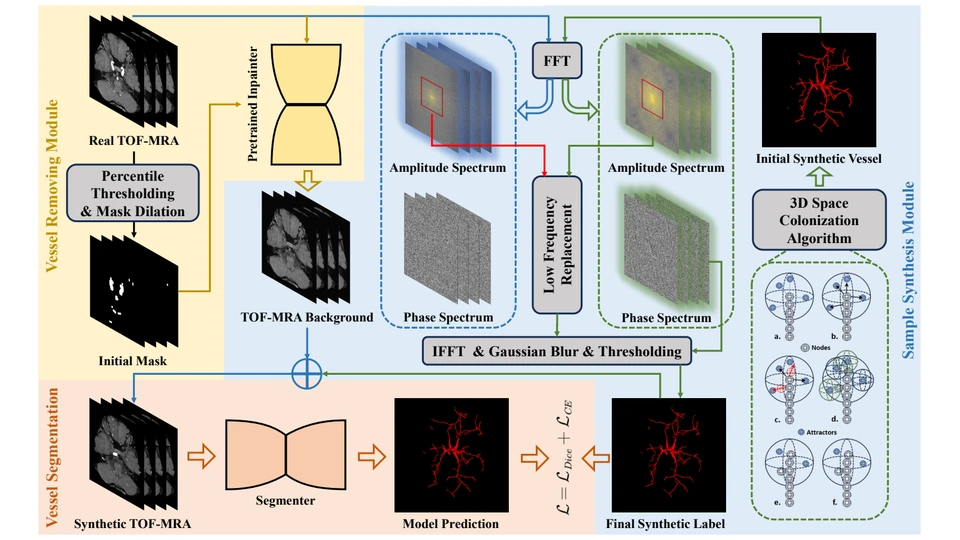 Vessel Removing Module
Real TOF-MRA
Percentile
Thresholding
& Mask Dilation
Initial Mask
Pretrained Inpainter
TOF-MRA Background
Amplitude Spectrum
Phase Spectrum
FFT
Low Frequency
Replacement
Amplitude Spectrum
Phase Spectrum
IFFT & Gaussian Blur & Thresholding
Initial Synthetic Vessel
3D Space
Colonization
Algorithm
a.
b.
Nodes
c.
d.
Attractors
e.
f.
Sample Synthesis Module
Vessel Segmentation
Synthetic TOF-MRA
Segmenter
Model Prediction
ℒ = ℒ_Dice + ℒ_CE
Final Synthetic Label